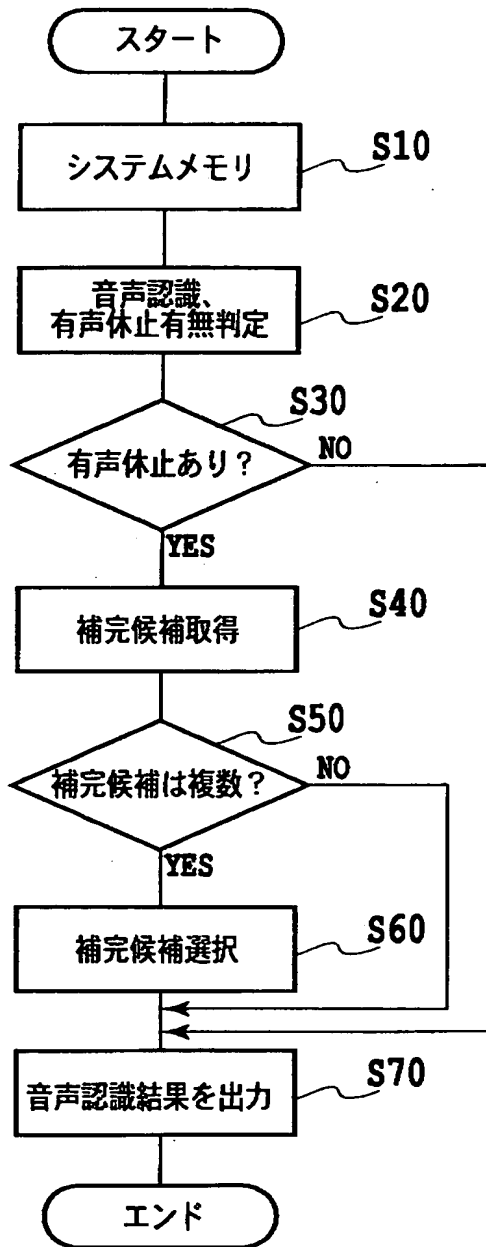 スタート
システムメモリ
S10
音声認識、
有声休止有無判定
S20
S30
有声休止あり？
NO
YES
補完候補取得
S40
S50
補完候補は複数？
NO
YES
補完候補選択
S60
音声認識結果を出力
S70
エンド